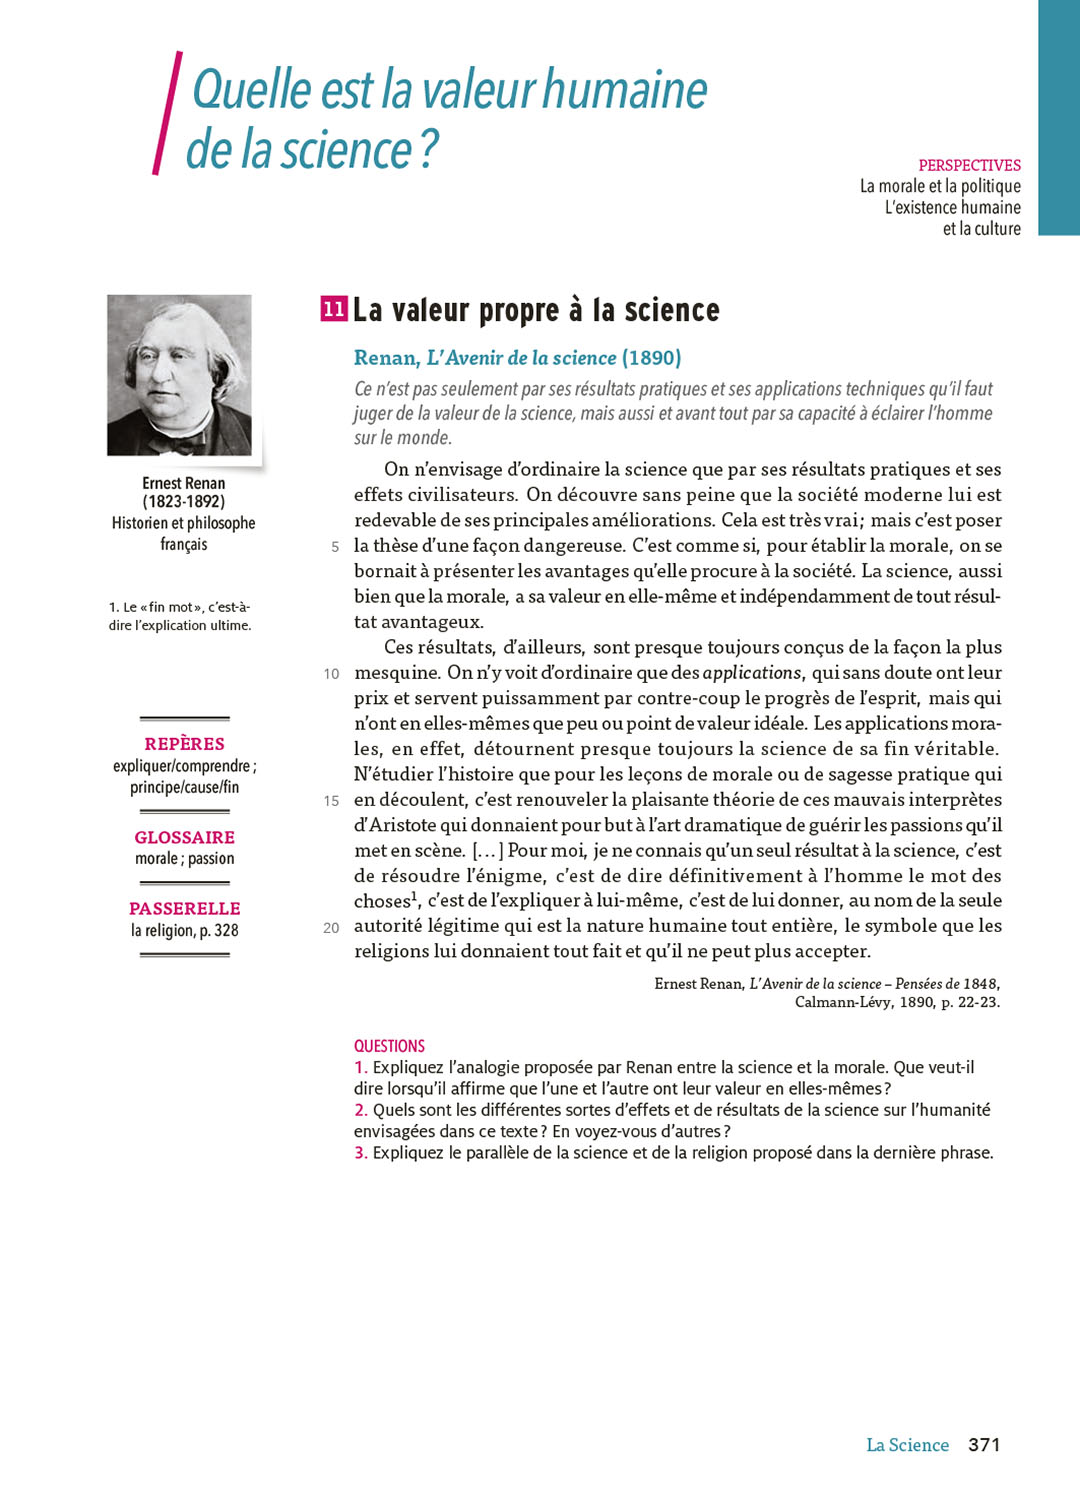 Quelle est la valeur humaine
de la science ?
PERSPECTIVES
La morale et la politique
L'existence humaine
et la culture
11 La valeur propre à la science
Renan, L'Avenir de la science (1890)
Ce n'est pas seulement par ses résultats pratiques et ses applications techniques qu'il faut
juger de la valeur de la science, mais aussi et avant tout par sa capacité à éclairer l'homme
sur le monde.
Ernest Renan
(1823-1892)
Historien et philosophe
français
1. Le « fin mot », c'est-à-
dire l'explication ultime.
REPÈRES
expliquer/comprendre ;
principe/cause/fin
GLOSSAIRE
morale ; passion
PASSERELLE
la religion, p. 328
On n'envisage d'ordinaire la science que par ses résultats pratiques et ses
effets civilisateurs. On découvre sans peine que la société moderne lui est
redevable de ses principales améliorations. Cela est très vrai ; mais c'est poser
5 la thèse d'une façon dangereuse. C'est comme si, pour établir la morale, on se
bornait à présenter les avantages qu'elle procure à la société. La science, aussi
bien que la morale, a sa valeur en elle-même et indépendamment de tout résul-
tat avantageux.
Ces résultats, d'ailleurs, sont presque toujours conçus de la façon la plus
10 mesquine. On n'y voit d'ordinaire que des applications, qui sans doute ont leur
prix et servent puissamment par contre-coup le progrès de l'esprit, mais qui
n'ont en elles-mêmes que peu ou point de valeur idéale. Les applications mora-
les, en effet, détournent presque toujours la science de sa fin véritable.
N'étudier l'histoire que pour les leçons de morale ou de sagesse pratique qui
15 en découlent, c'est renouveler la plaisante théorie de ces mauvais interprètes
d'Aristote qui donnaient pour but à l'art dramatique de guérir les passions qu'il
met en scène. [...] Pour moi, je ne connais qu'un seul résultat à la science, c'est
de résoudre l'énigme, c'est de dire définitivement à l'homme le mot des
choses1, c'est de l'expliquer à lui-même, c'est de lui donner, au nom de la seule
20 autorité légitime qui est la nature humaine tout entière, le symbole que les
religions lui donnaient tout fait et qu'il ne peut plus accepter.
Ernest Renan, L'Avenir de la science – Pensées de 1848,
Calmann-Lévy, 1890, p. 22-23.
QUESTIONS
1. Expliquez l'analogie proposée par Renan entre la science et la morale. Que veut-il
dire lorsqu'il affirme que l'une et l'autre ont leur valeur en elles-mêmes ?
2. Quels sont les différentes sortes d'effets et de résultats de la science sur l'humanité
envisagées dans ce texte ? En voyez-vous d'autres ?
3. Expliquez le parallèle de la science et de la religion proposé dans la dernière phrase.
La Science 371